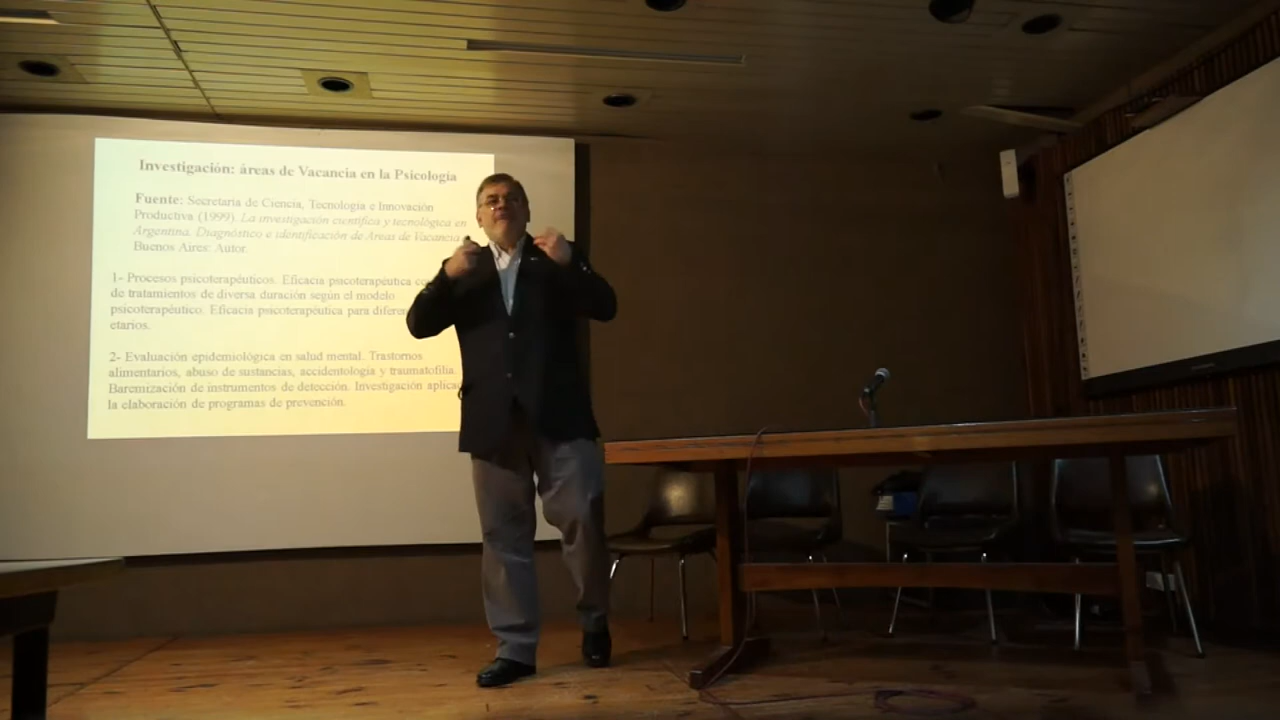 Investigación: áreas de Vacancia en la Psicología
Fuente: Secretaría de Ciencia, Tecnología e Innovación
Productiva (1999). La investigación científica y tecnológica en
Argentina. Diagnóstico e identificación de Areas de Vacancia
Buenos Aires: Autor.
1- Procesos psicoterapéuticos. Eficacia psicoterapéutica
de tratamientos de diversa duración según el modelo
psicoterapéutico. Eficacia psicoterapéutica para
etarios.
2- Evaluación epidemiológica en salud mental. Trastornos
alimentarios, abuso de sustancias, accidentología y traumatofilia.
Baremización de instrumentos de detección. Investigación
la elaboración de programas de prevención.